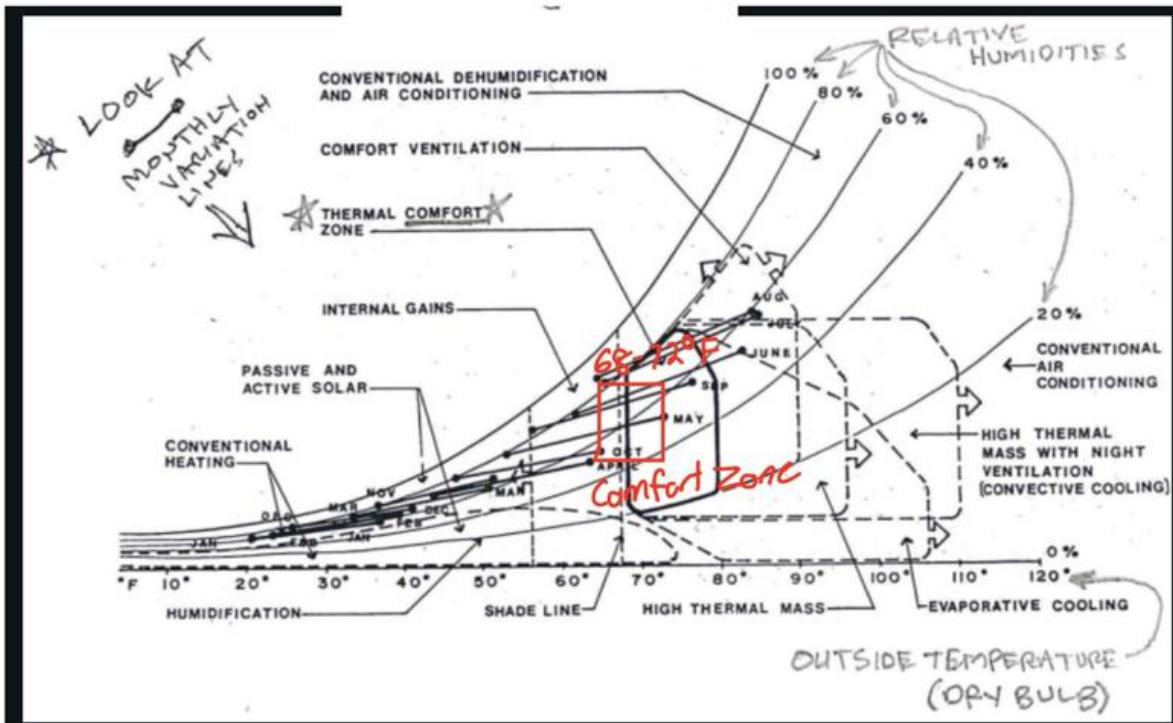 RELATIVE
HUMIDITIES
* LOOK AT
MONTHLY
VARIATION
LINES
CONVENTIONAL DEHUMIDIFICATION
AND AIR CONDITIONING
100%
80%
60%
40%
20%
0%
COMFORT VENTILATION
THERMAL COMFORT
ZONE
INTERNAL GAINS
PASSIVE AND
ACTIVE SOLAR
CONVENTIONAL
HEATING
68-72°F
Comfort Zone
AUG
JUL
JUNE
SEP
MAY
OCT
APRIL
MAR
NOV
MAR
DEC
DEC
FEB
JAN
FEB
JAN
CONVENTIONAL
AIR
CONDITIONING
HIGH THERMAL
MASS WITH NIGHT
VENTILATION
(CONVECTIVE COOLING)
°F 10° 20° 30° 40° 50° 60° 70° 80° 90° 100° 110° 120°
HUMIDIFICATION
SHADE LINE
HIGH THERMAL MASS
EVAPORATIVE COOLING
OUTSIDE TEMPERATURE
(DRY BULB)